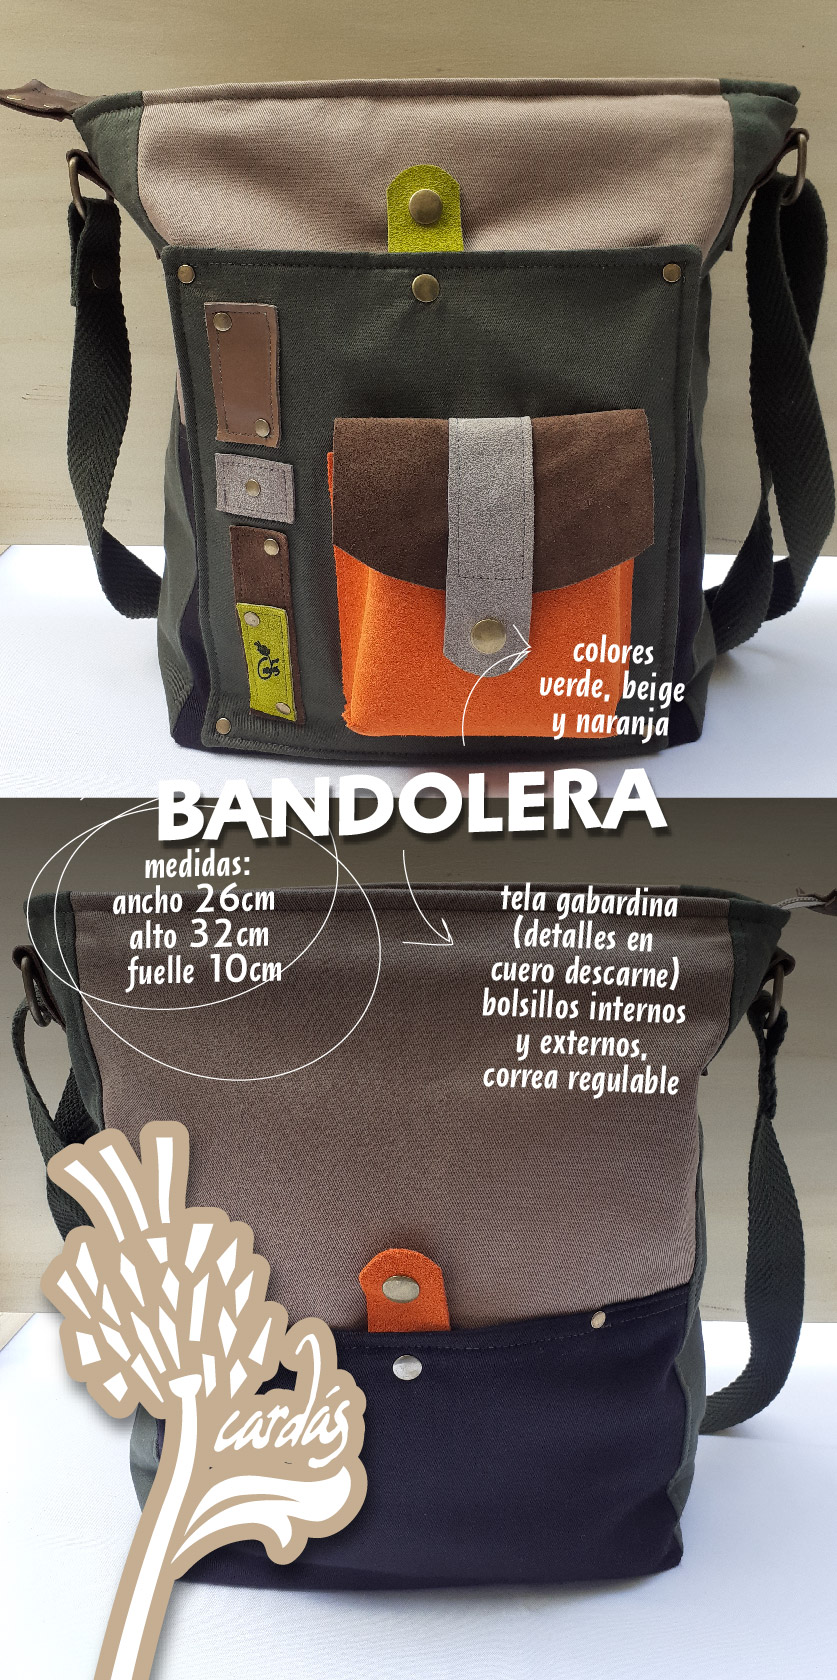 colores
verde, beige
y naranja
BANDOLERA
medidas:
ancho 26cm
alto 32cm
fuelle 10cm
tela gabardina
(detalles en
cuero descarne)
bolsillos internos
y externos,
correa regulable
cardás